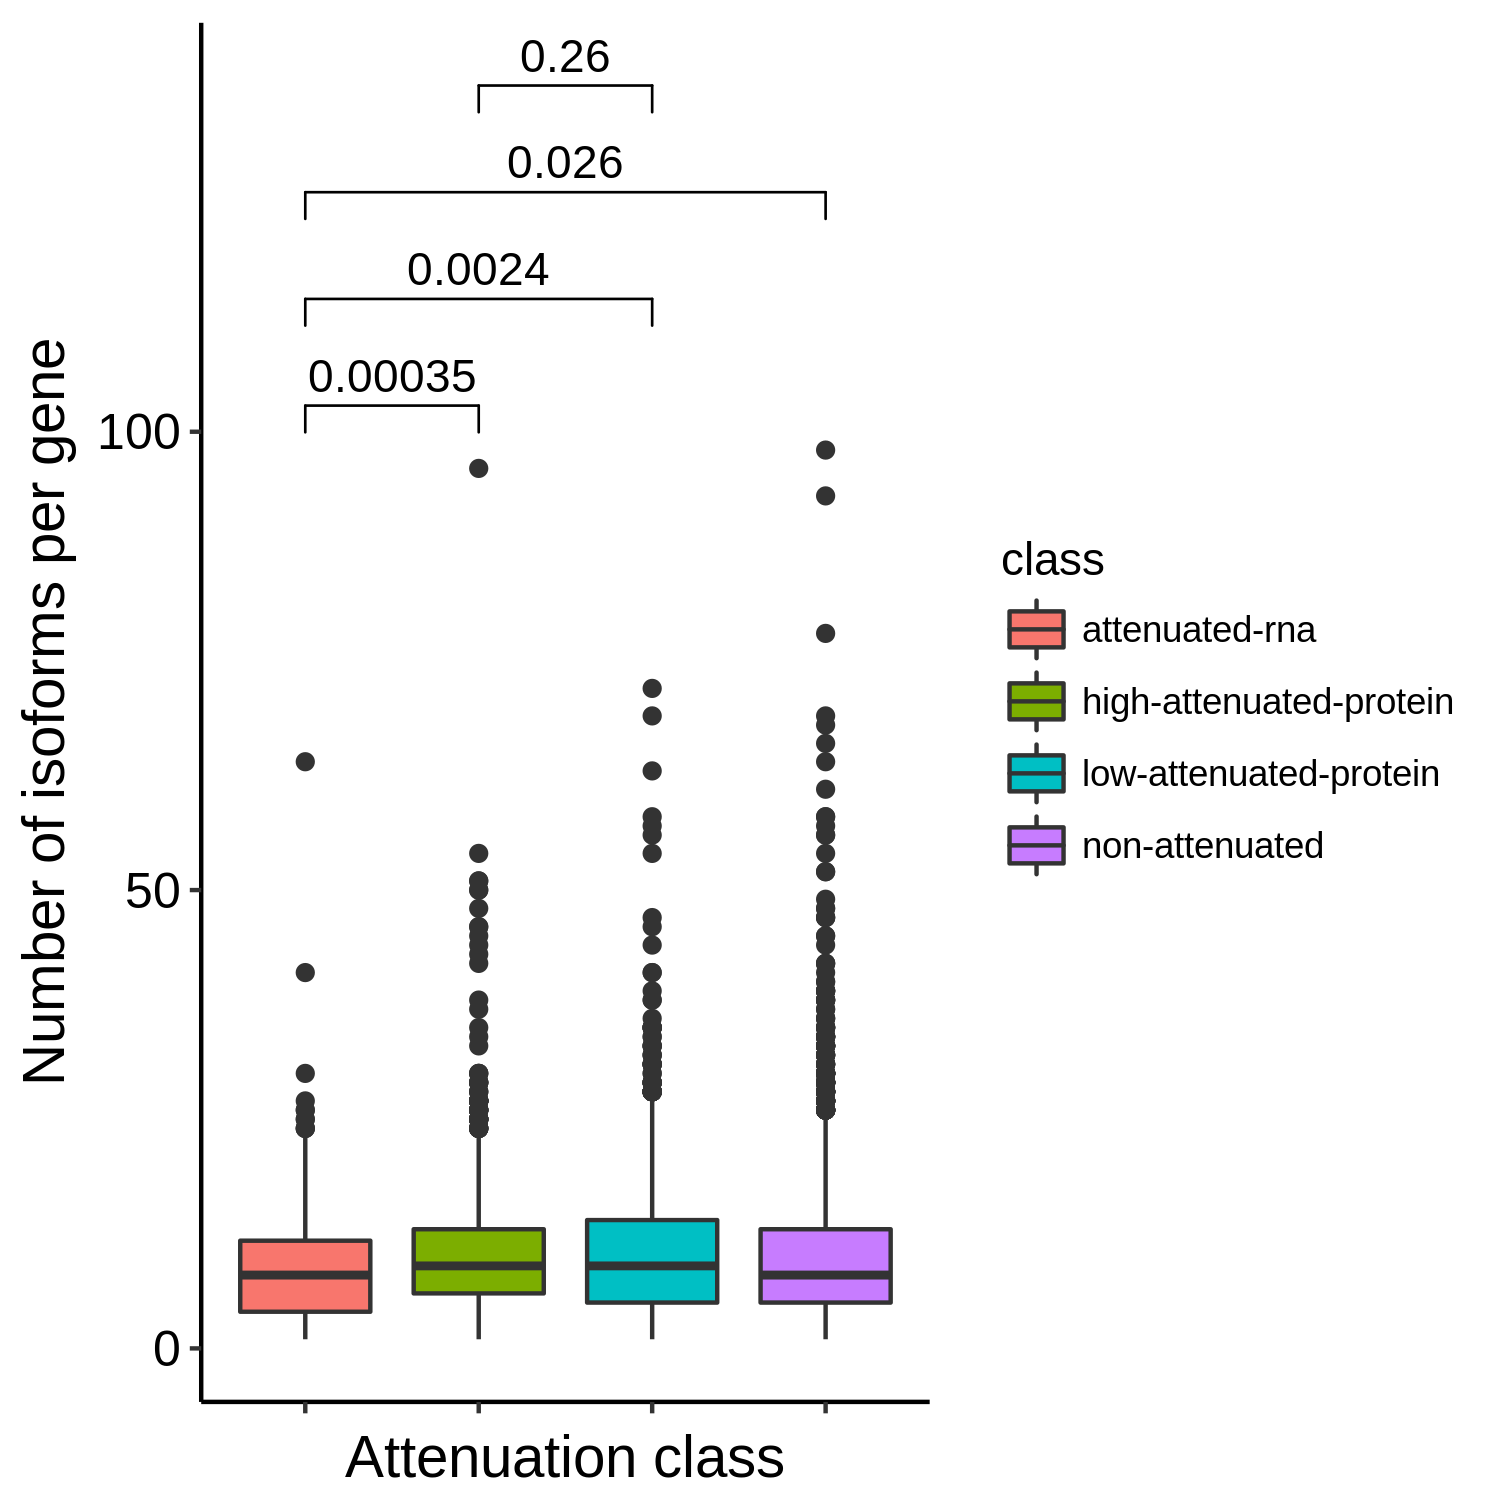 0.26
0.026
0.0024
0.00035
Number of isoforms per gene
100
50
0
Attenuation class
class
attenuated-rna
high-attenuated-protein
low-attenuated-protein
non-attenuated